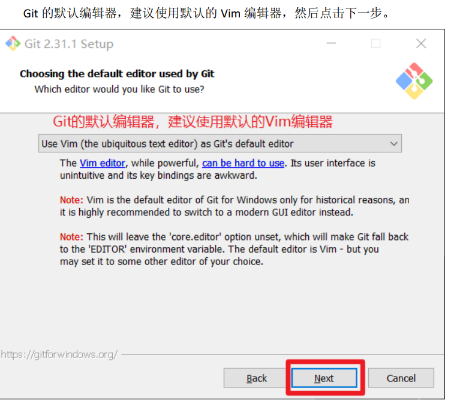 Git 的默认编辑器，建议使用默认的 Vim 编辑器，然后点击下一步。
Git 2.31.1 Setup
Choosing the default editor used by Git
Which editor would you like Git to use?
Git的默认编辑器，建议使用默认的Vim编辑器
Use Vim (the ubiquitous text editor) as Git's default editor
The Vim editor, while powerful, can be hard to use. Its user interface is
unintuitive and its key bindings are awkward.
Note: Vim is the default editor of Git for Windows only for historical reasons, an
it is highly recommended to switch to a modern GUI editor instead.
Note: This will leave the 'core.editor' option unset, which will make Git fall back
to the 'EDITOR' environment variable. The default editor is Vim - but you
may set it to some other editor of your choice.
https://gitforwindows.org/
Back
Next
Cancel